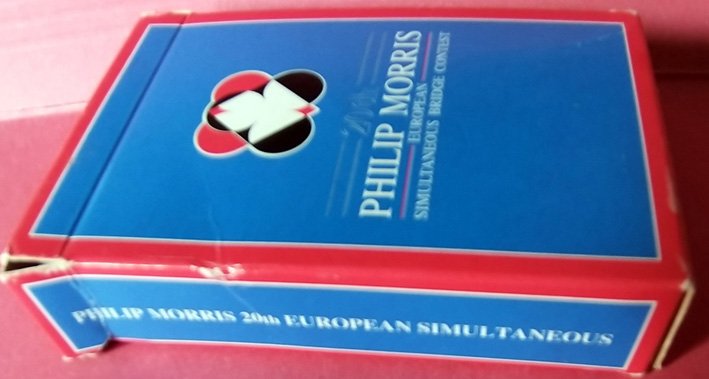 20th
PHILIP MORRIS
EUROPEAN
SIMULTANEOUS BRIDGE CONTEST
PHILIP MORRIS 20th EUROPEAN SIMULTANEOUS